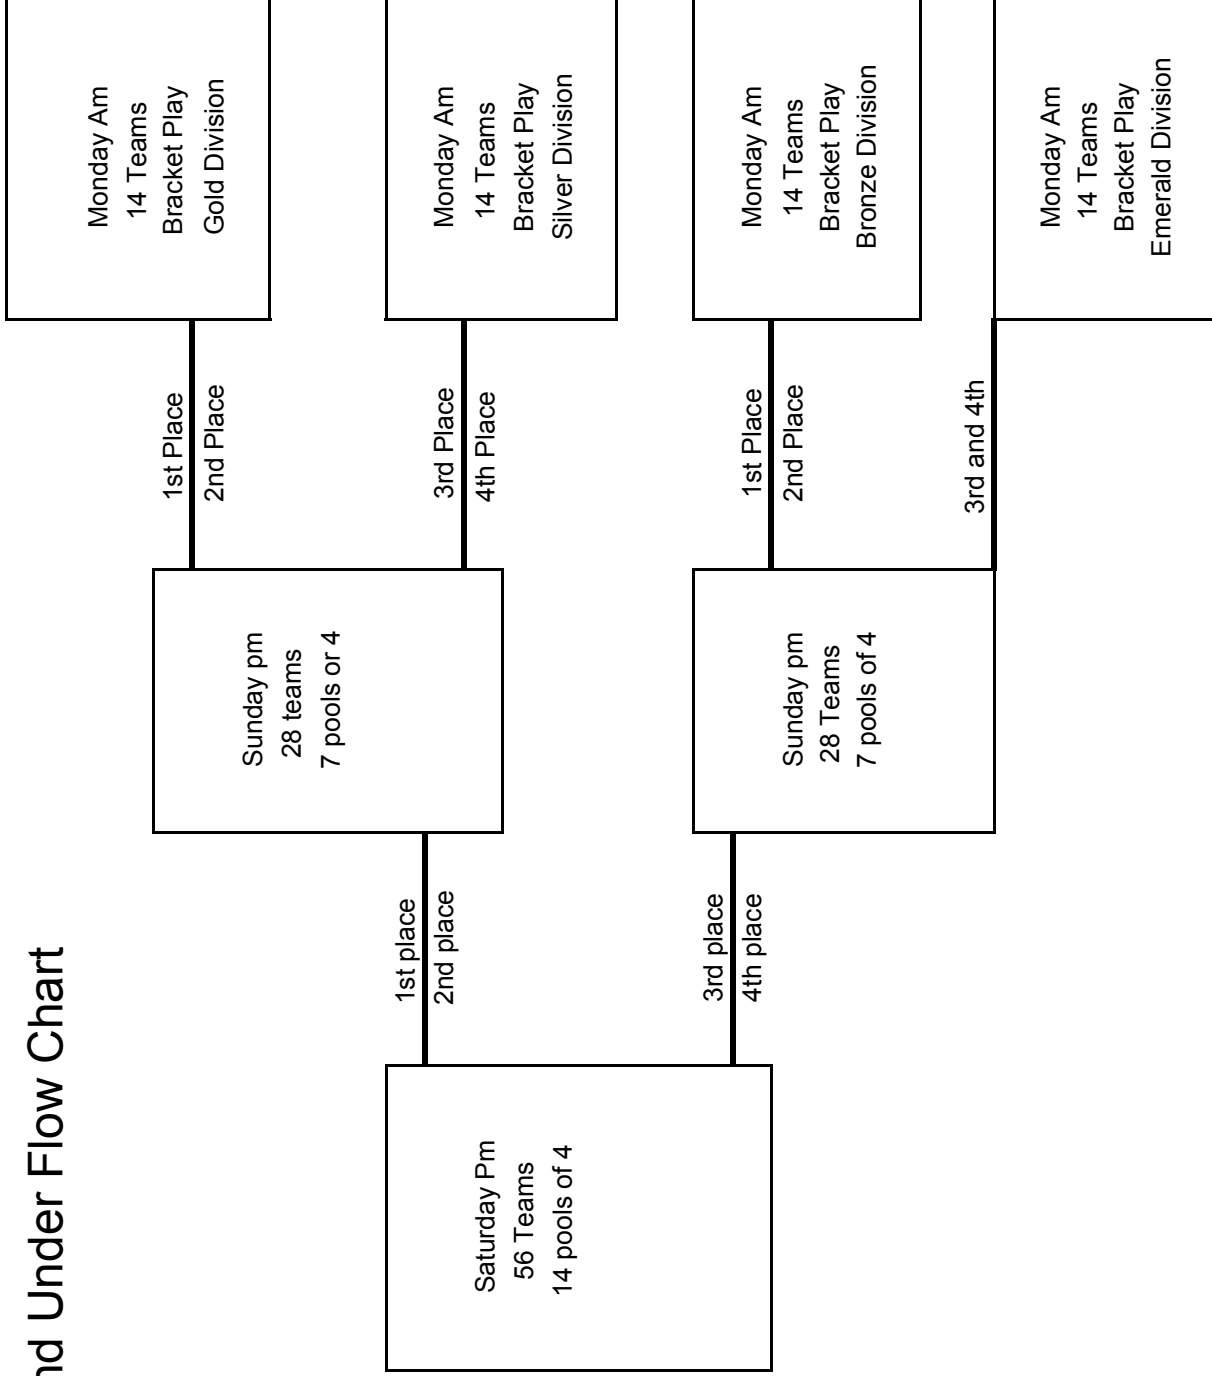 Under Flow Chart
Saturday Pm
56 Teams
14 pools of 4
1st place
2nd place
3rd place
4th place
Sunday pm
28 teams
7 pools or 4
Sunday pm
28 Teams
7 pools of 4
1st Place
2nd Place
3rd Place
4th Place
1st Place
2nd Place
3rd and 4th
Monday Am
14 Teams
Bracket Play
Gold Division
Monday Am
14 Teams
Bracket Play
Silver Division
Monday Am
14 Teams
Bracket Play
Bronze Division
Monday Am
14 Teams
Bracket Play
Emerald Division